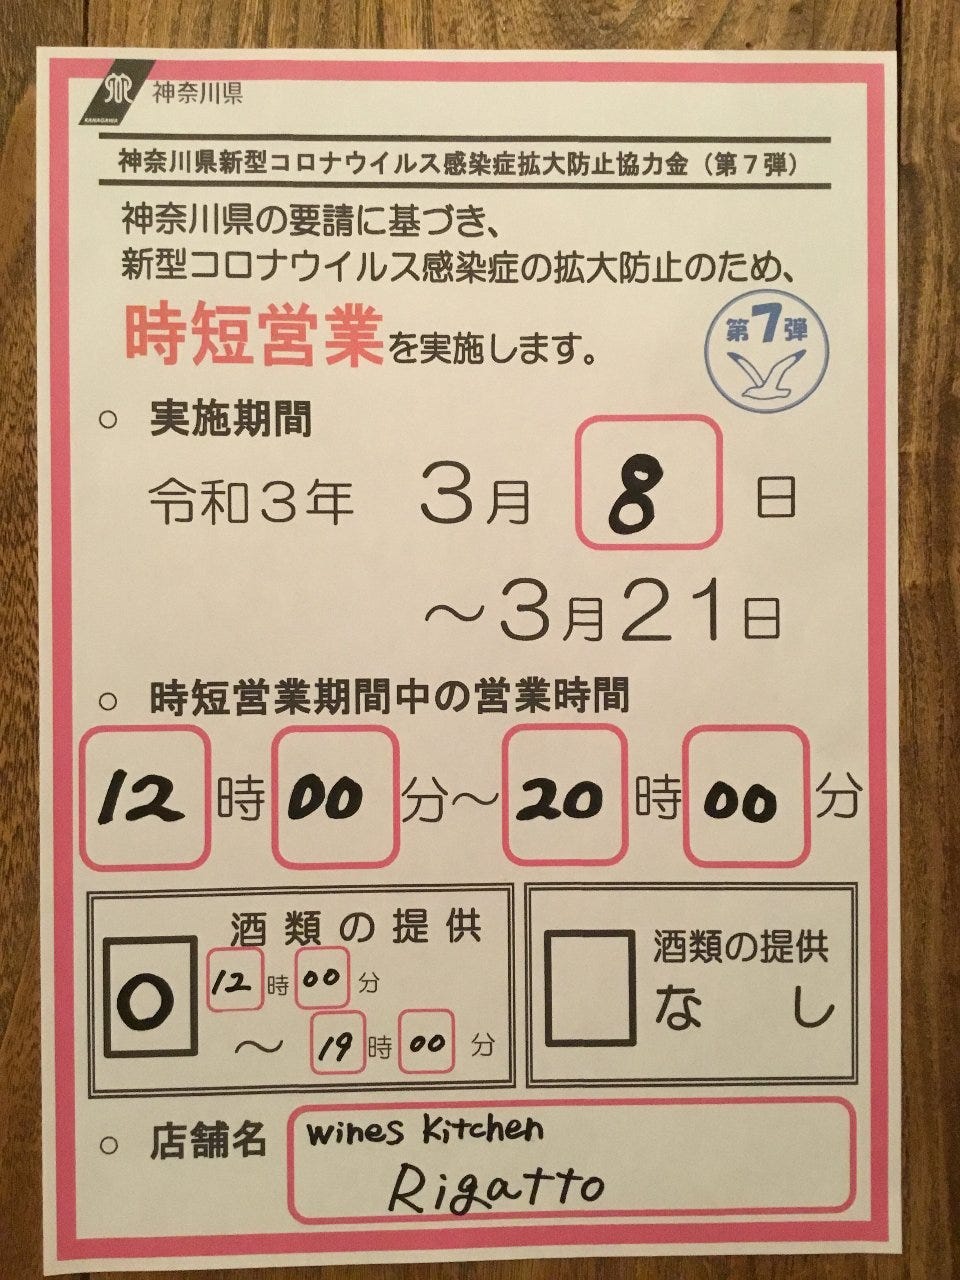 神奈川県
KANAGAWA
神奈川県新型コロナウイルス感染症拡大防止協力金（第７弾）
神奈川県の要請に基づき、
新型コロナウイルス感染症の拡大防止のため、
時短営業を実施します。
第7弾
○ 実施期間
令和３年 ３月 8 日
～３月２１日
○ 時短営業期間中の営業時間
12 時 00 分～ 20 時 00 分
酒類の提供
○ 12 時 00 分
～ 19 時 00 分
酒類の提供
なし
○ 店舗名 wines Kitchen
Rigatto